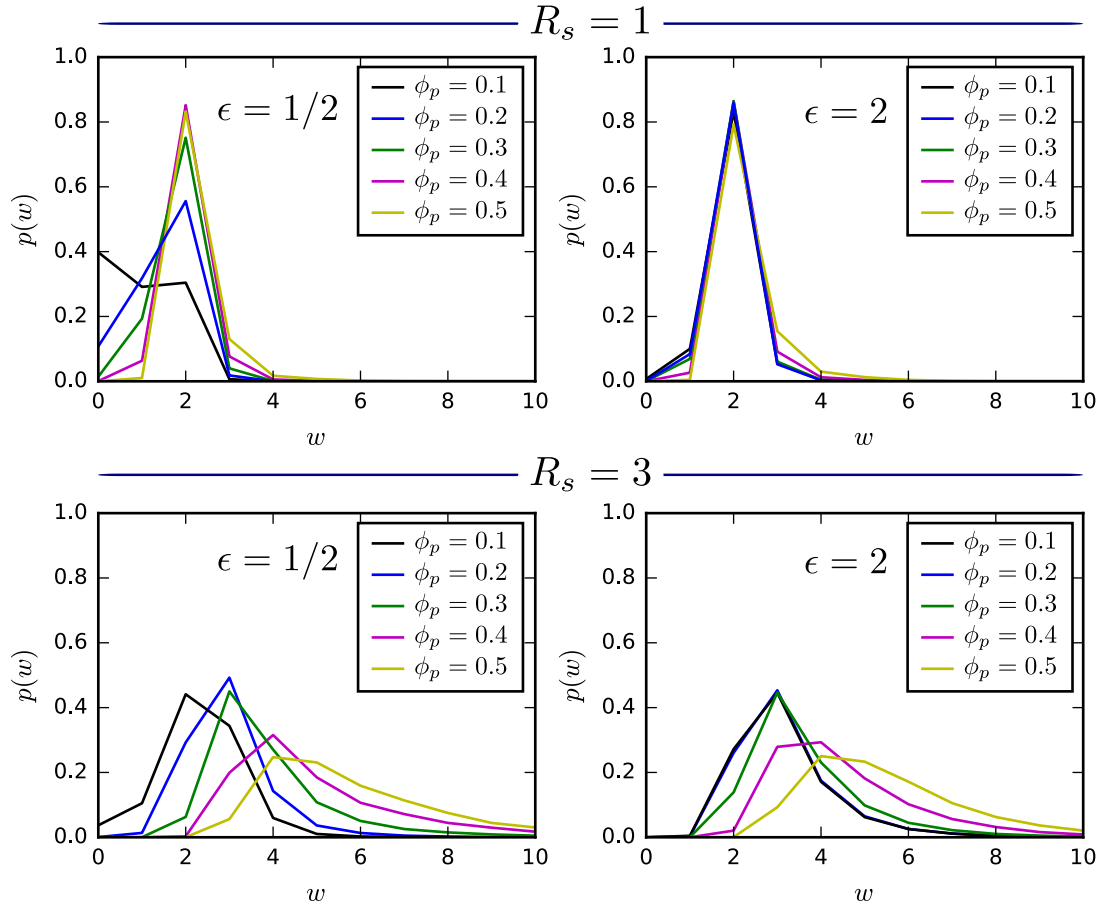 R_s = 1
ϵ = 1/2
ϕ_p = 0.1
ϕ_p = 0.2
ϕ_p = 0.3
ϕ_p = 0.4
ϕ_p = 0.5
1.0
0.8
0.6
0.4
0.2
0.0
p(w)
0 2 4 6 8 10
w
ϵ = 2
ϕ_p = 0.1
ϕ_p = 0.2
ϕ_p = 0.3
ϕ_p = 0.4
ϕ_p = 0.5
1.0
0.8
0.6
0.4
0.2
0.0
p(w)
0 2 4 6 8 10
w
R_s = 3
ϵ = 1/2
ϕ_p = 0.1
ϕ_p = 0.2
ϕ_p = 0.3
ϕ_p = 0.4
ϕ_p = 0.5
1.0
0.8
0.6
0.4
0.2
0.0
p(w)
0 2 4 6 8 10
w
ϵ = 2
ϕ_p = 0.1
ϕ_p = 0.2
ϕ_p = 0.3
ϕ_p = 0.4
ϕ_p = 0.5
1.0
0.8
0.6
0.4
0.2
0.0
p(w)
0 2 4 6 8 10
w